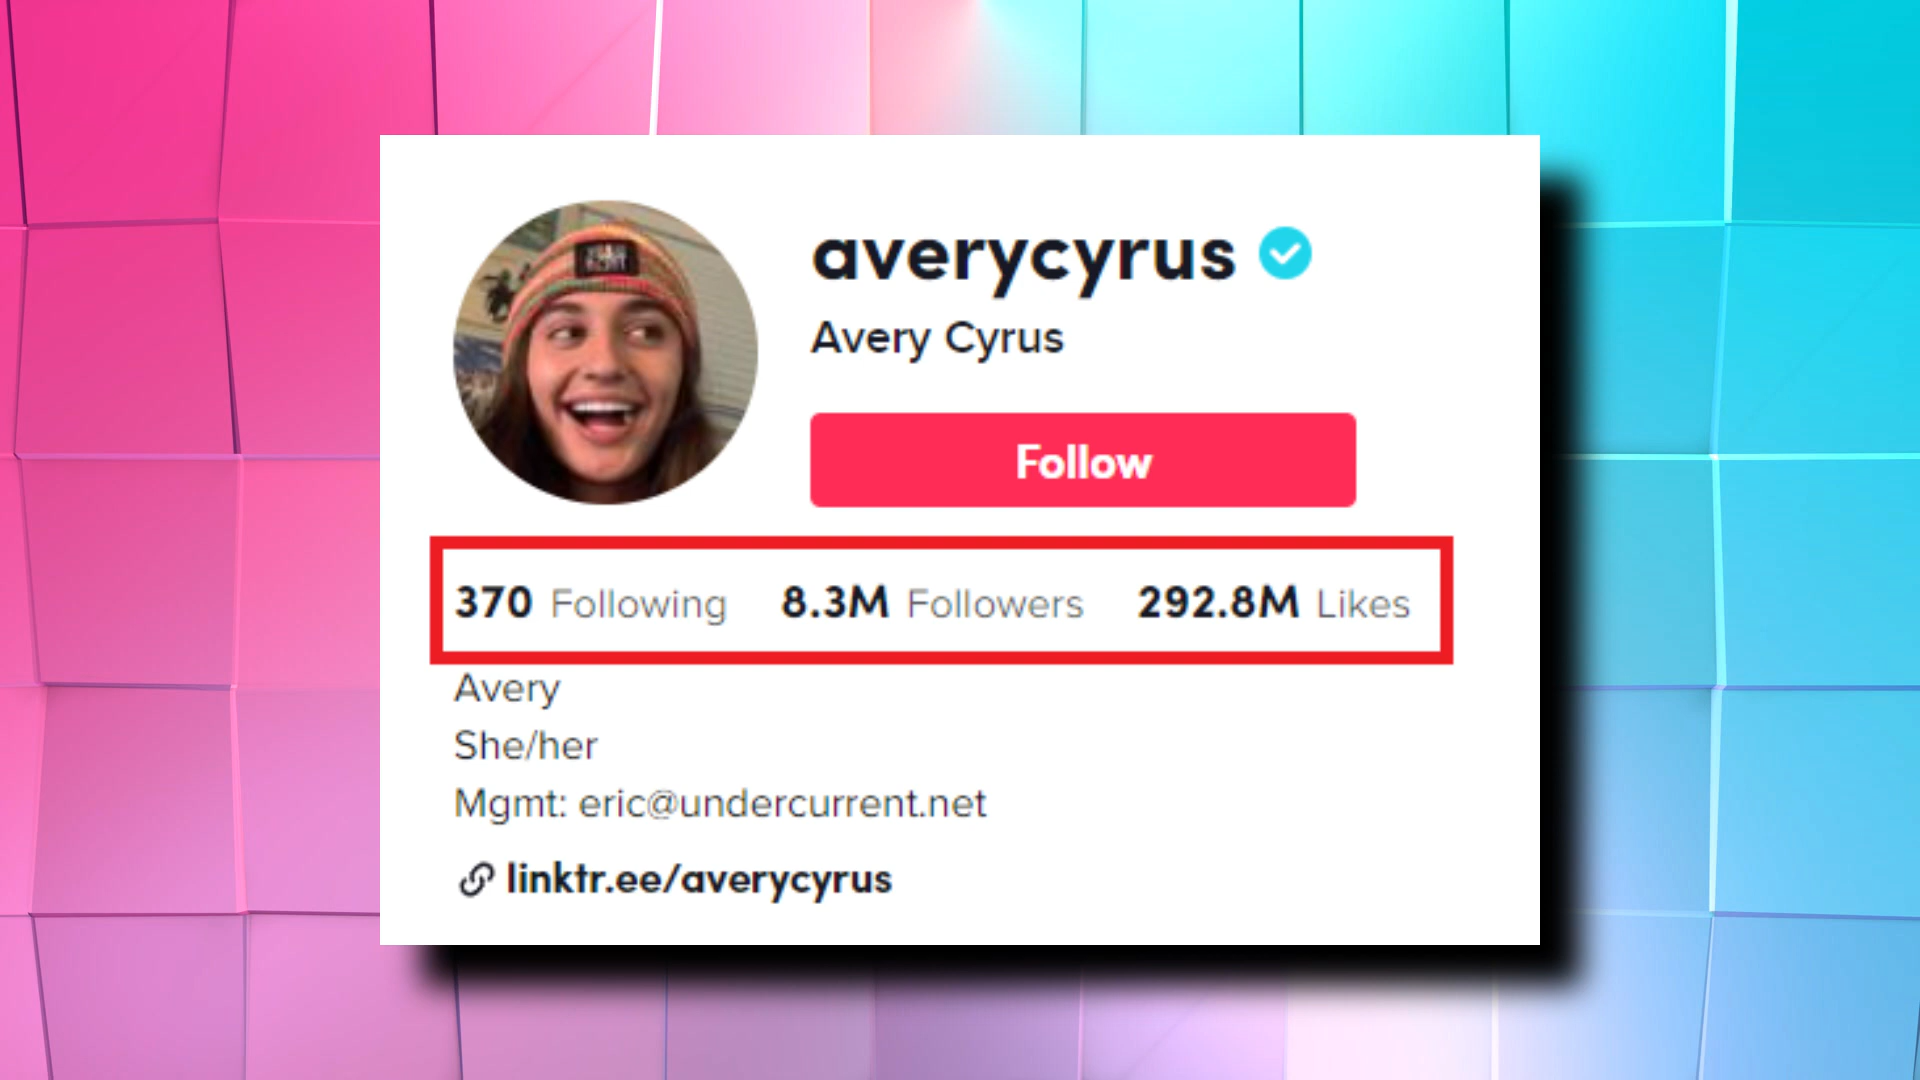 averycyrus
Avery Cyrus
Follow
370 Following 8.3M Followers 292.8M Likes
Avery
She/her
Mgmt: eric@undercurrent.net
linktr.ee/averycyrus